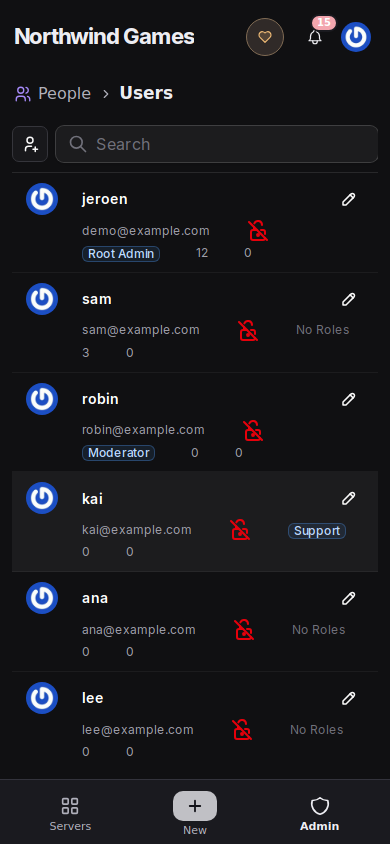 Northwind Games
15
People > Users
Search
jeroen
demo@example.com
Root Admin 12 0
sam
sam@example.com No Roles
3 0
robin
robin@example.com
Moderator 0 0
kai
kai@example.com Support
0 0
ana
ana@example.com No Roles
0 0
lee
lee@example.com No Roles
0 0
Servers New Admin